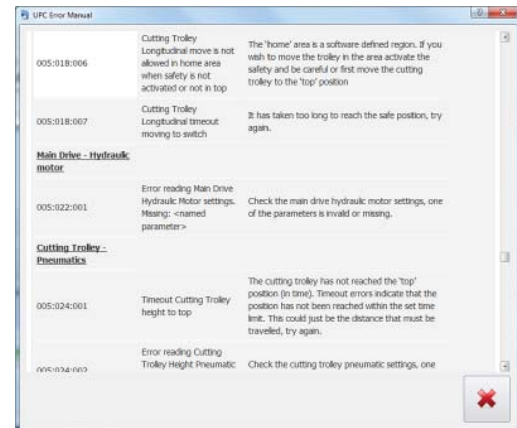 UFC Error Manual
Cutting Trolley
Longitudinal move is not
allowed in home area
when safety is not
activated or not in top
005:018:006
The 'home' area is a software defined region. If you
wish to move the trolley in the area activate the
safety and be careful or first move the cutting
trolley to the 'top' position
005:018:007
Cutting Trolley
Longitudinal timeout
moving to switch
It has taken too long to reach the safe position, try
again.
Main Drive - Hydraulic
motor
005:022:001
Error reading Main Drive
Hydraulic Motor settings.
Missing: <named
parameter>
Check the main drive hydraulic motor settings, one
of the parameters is invalid or missing.
Cutting Trolley -
Pneumatics
005:024:001
Timeout Cutting Trolley
height to top
The cutting trolley has not reached the 'top'
position (in time). Timeout errors indicate that the
position has not been reached within the set time
limit. This could just be the distance that must be
travelled, try again.
005:024:002
Error reading Cutting
Trolley Height Pneumatic
Check the cutting trolley pneumatic settings, one